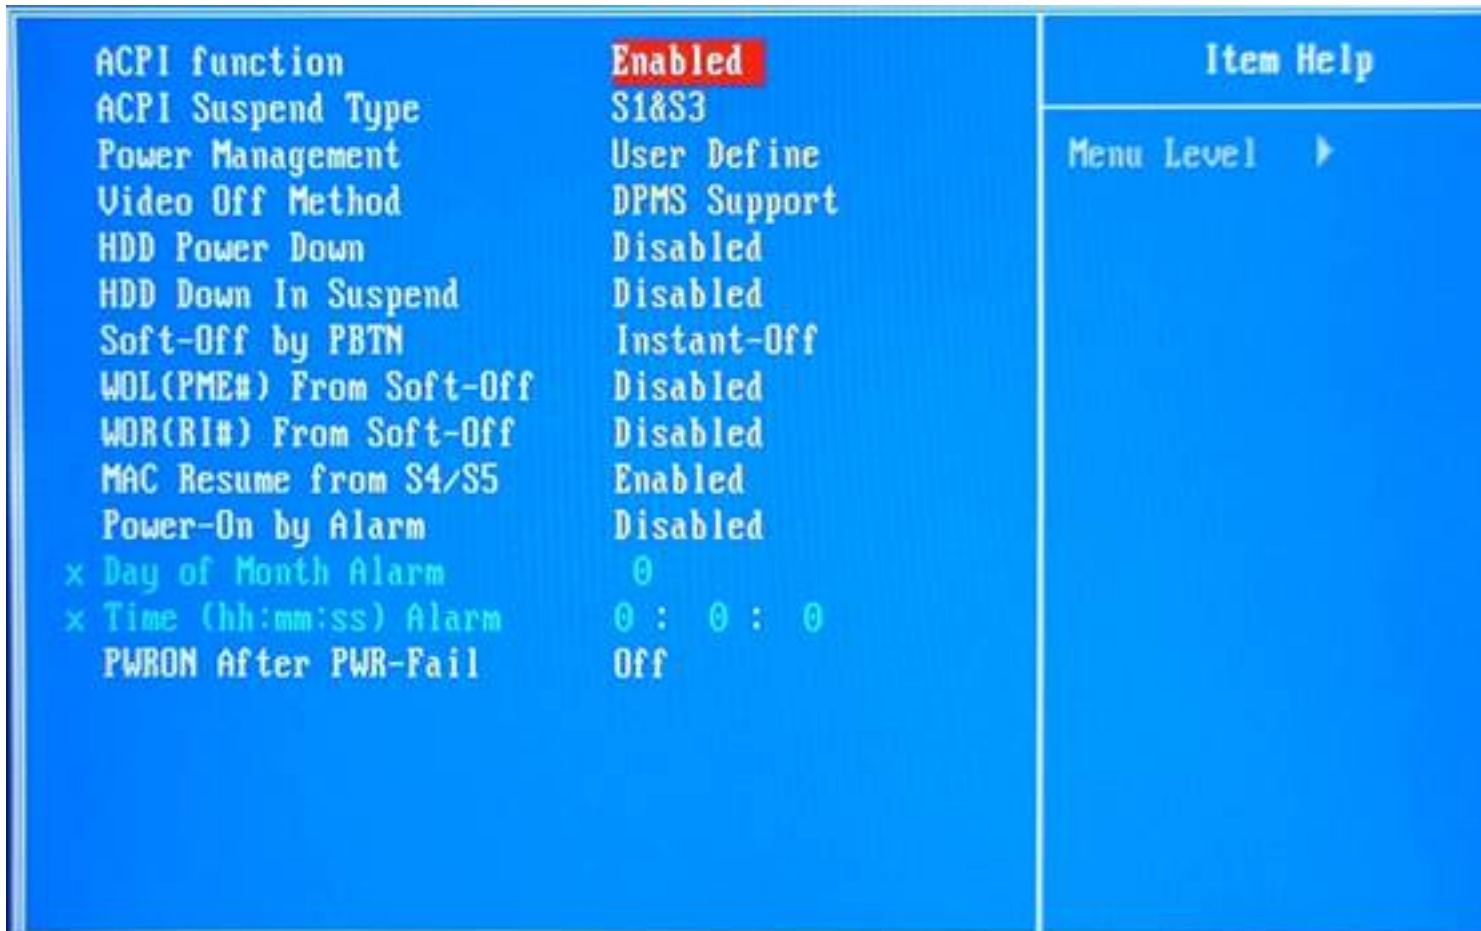 ACPI function Enabled
ACPI Suspend Type S1&S3
Power Management User Define
Video Off Method DPMS Support
HDD Power Down Disabled
HDD Down In Suspend Disabled
Soft-Off by PBTN Instant-Off
WOL(PME#) From Soft-Off Disabled
WOR(RI#) From Soft-Off Disabled
MAC Resume from S4/S5 Enabled
Power-On by Alarm Disabled
x Day of Month Alarm 0
x Time (hh:mm:ss) Alarm 0 : 0 : 0
PWRON After PWR-Fail Off
Item Help
Menu Level